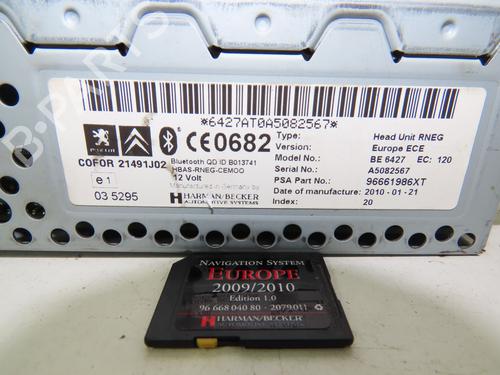 *6427AT0A5082567*
CE0682
COFOR 21491J02
Bluetooth QD ID B013741
HBAS-RNEG-CEMOO
12 Volt
Manufactured in Germany by
HARMAN/BECKER
AUTOMOTIVE SYSTEMS
e1
03 5295
Type: Head Unit RNEG
Version: Europe ECE
Model No.: BE 6427 EC: 120
Serial No.: A5082567
PSA Part No.: 96661986XT
Date: 2010 - 01 - 21
Index: 20
NAVIGATION SYSTEM
EUROPE
2009/2010
Edition 1.0
96 668 040 80 - 2079011
HARMAN/BECKER
AUTOMOTIVE SYSTEMS